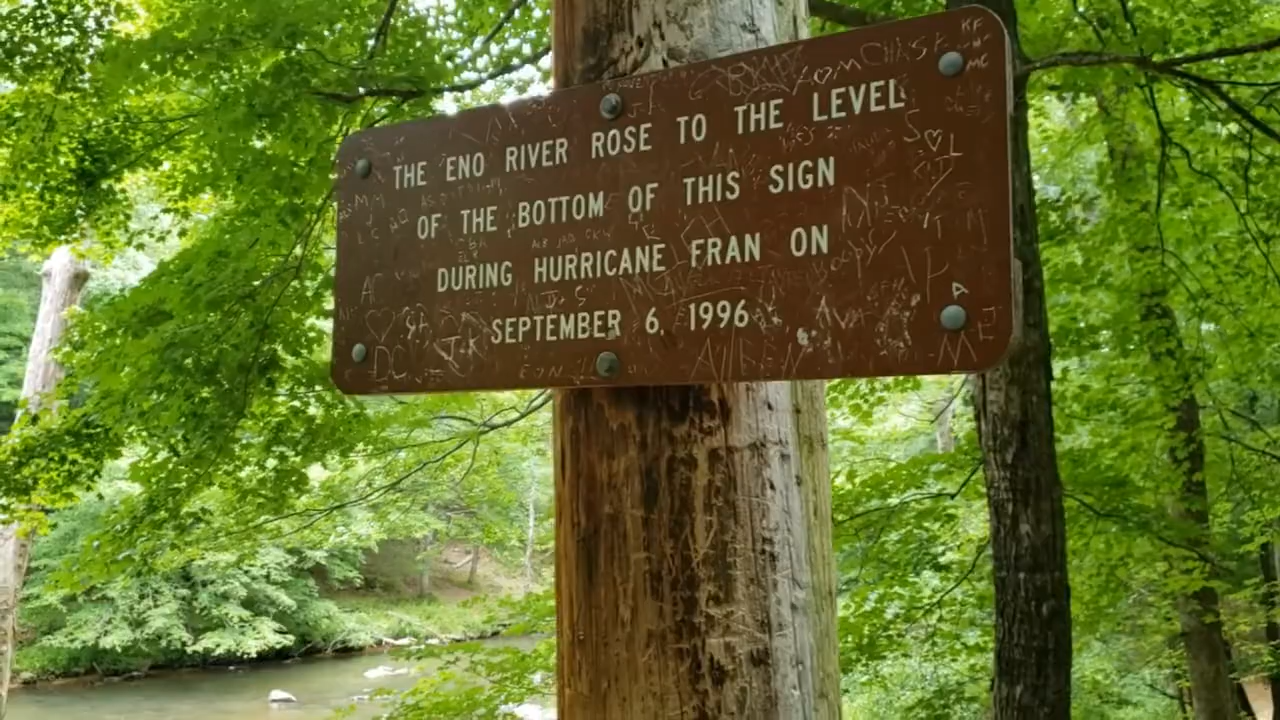 THE ENO RIVER ROSE TO THE LEVEL
OF THE BOTTOM OF THIS SIGN
DURING HURRICANE FRAN ON
SEPTEMBER 6, 1996